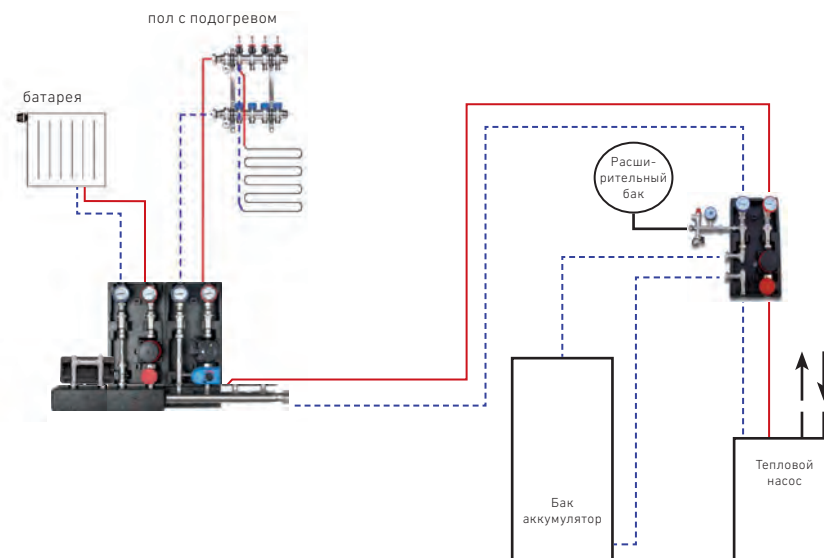 пол с подогревом
батарея
Расши-
рительный
бак
Бак
аккумулятор
Тепловой
насос